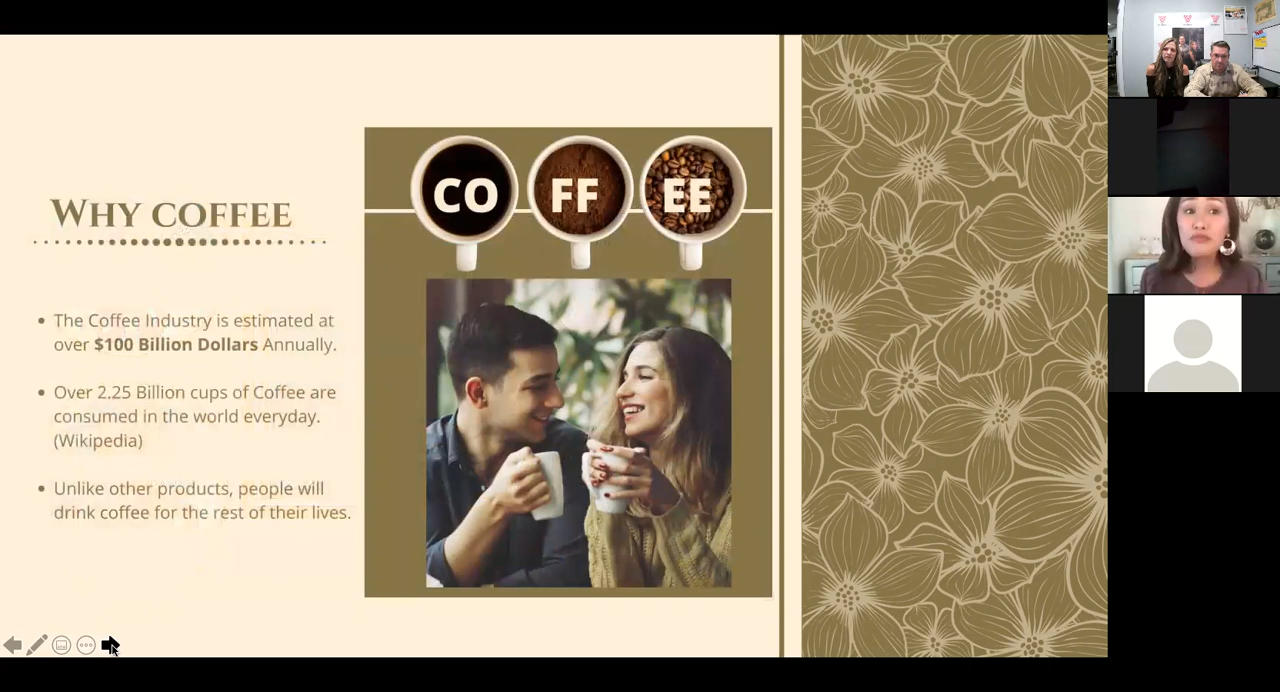 CO FF EE
WHY COFFEE
The Coffee Industry is estimated at
over $100 Billion Dollars Annually.
Over 2.25 Billion cups of Coffee are
consumed in the world everyday.
(Wikipedia)
Unlike other products, people will
drink coffee for the rest of their lives.